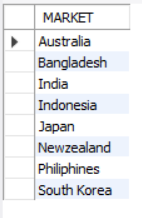 MARKET
Australia
Bangladesh
India
Indonesia
Japan
Newzealand
Philiphines
South Korea